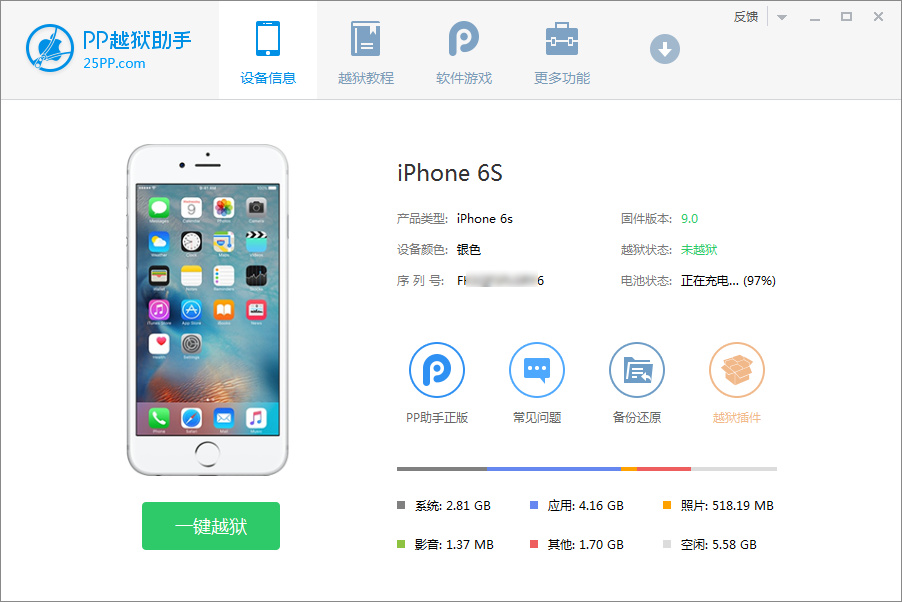 PP越狱助手
25PP.com
设备信息
越狱教程
软件游戏
更多功能
反馈
iPhone 6S
产品类型: iPhone 6s
固件版本: 9.0
设备颜色: 银色
越狱状态: 未越狱
序 列 号:
电池状态: 正在充电... (97%)
PP助手正版
常见问题
备份还原
越狱插件
系统: 2.81 GB
应用: 4.16 GB
照片: 518.19 MB
影音: 1.37 MB
其他: 1.70 GB
空闲: 5.58 GB
一键越狱